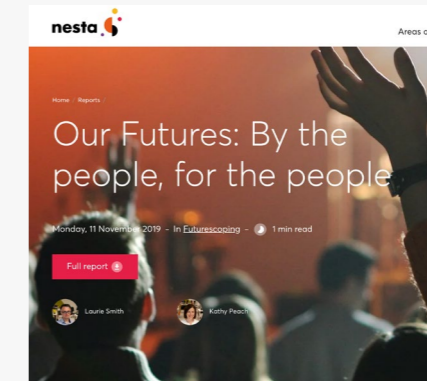 nesta
Areas o
Home / Reports /
Our Futures: By the
people, for the people
Monday, 11 November 2019 - In Futurescoping - 1 min read
Full report
Laurie Smith
Kathy Peach